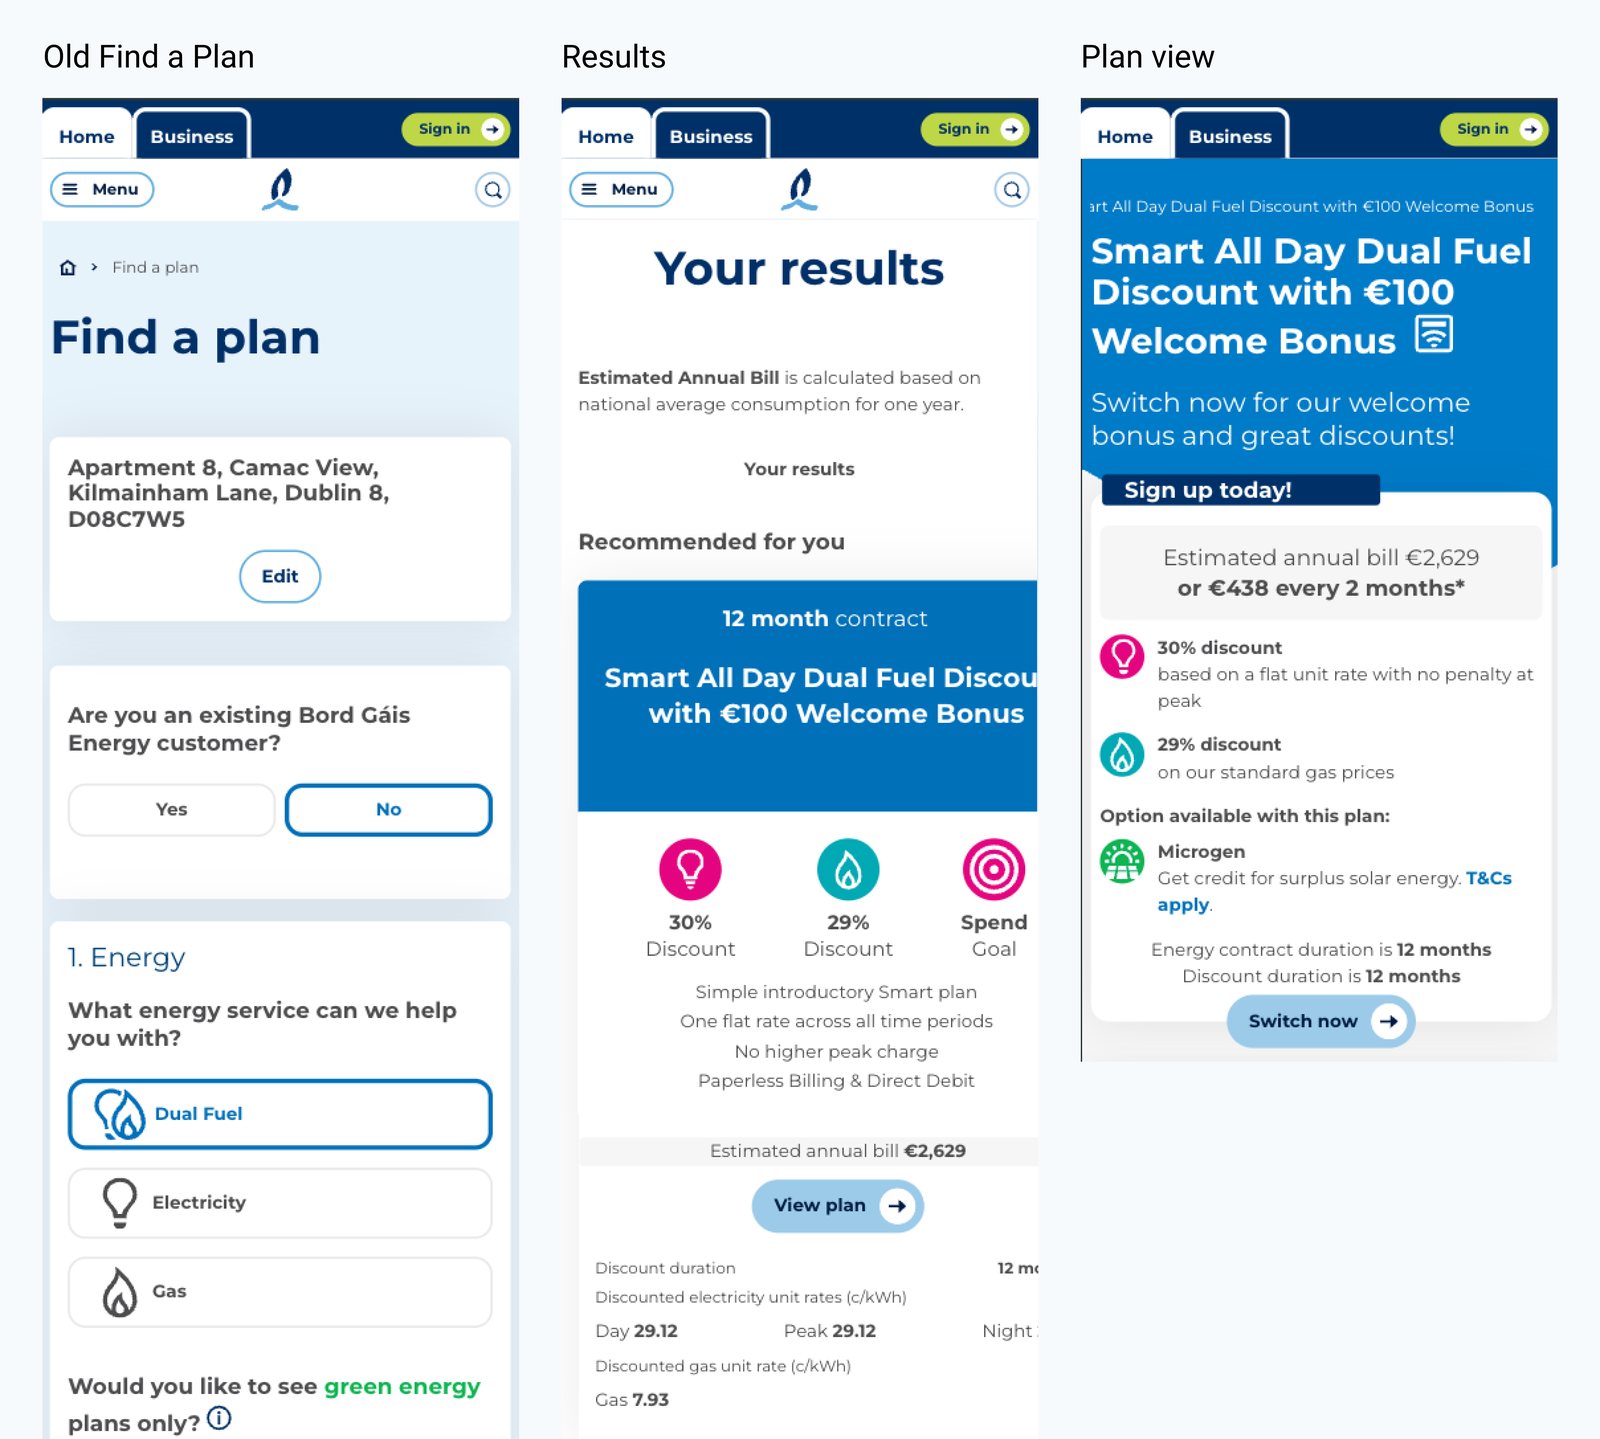 Old Find a Plan
Home
Business
Sign in
Menu
Find a plan
Find a plan
Apartment 8, Camac View,
Kilmainham Lane, Dublin 8,
D08C7W5
Edit
Are you an existing Bord Gáis
Energy customer?
Yes
No
1. Energy
What energy service can we help
you with?
Dual Fuel
Electricity
Gas
Would you like to see green energy
plans only?
Results
Home
Business
Sign in
Menu
Your results
Estimated Annual Bill is calculated based on
national average consumption for one year.
Your results
Recommended for you
12 month contract
Smart All Day Dual Fuel Discou
with €100 Welcome Bonus
30%
Discount
29%
Discount
Spend
Goal
Simple introductory Smart plan
One flat rate across all time periods
No higher peak charge
Paperless Billing & Direct Debit
Estimated annual bill €2,629
View plan
Discount duration 12 mo
Discounted electricity unit rates (c/kWh)
Day 29.12 Peak 29.12 Night
Discounted gas unit rate (c/kWh)
Gas 7.93
Plan view
Home
Business
Sign in
art All Day Dual Fuel Discount with €100 Welcome Bonus
Smart All Day Dual Fuel
Discount with €100
Welcome Bonus
Switch now for our welcome
bonus and great discounts!
Sign up today!
Estimated annual bill €2,629
or €438 every 2 months*
30% discount
based on a flat unit rate with no penalty at
peak
29% discount
on our standard gas prices
Option available with this plan:
Microgen
Get credit for surplus solar energy. T&Cs
apply.
Energy contract duration is 12 months
Discount duration is 12 months
Switch now